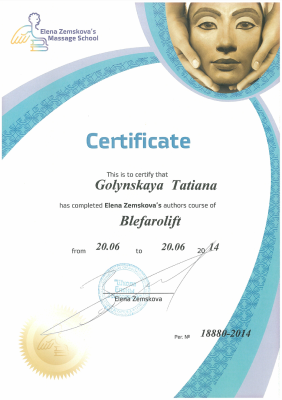 Elena Zemskova's
Massage School
Certificate
This is to certify that
Golynskaya Tatiana
has completed Elena Zemskova's authors course of
Blefarolift
from 20.06 to 20.06 2014
Elena Zemskova
Рег. № 18880-2014